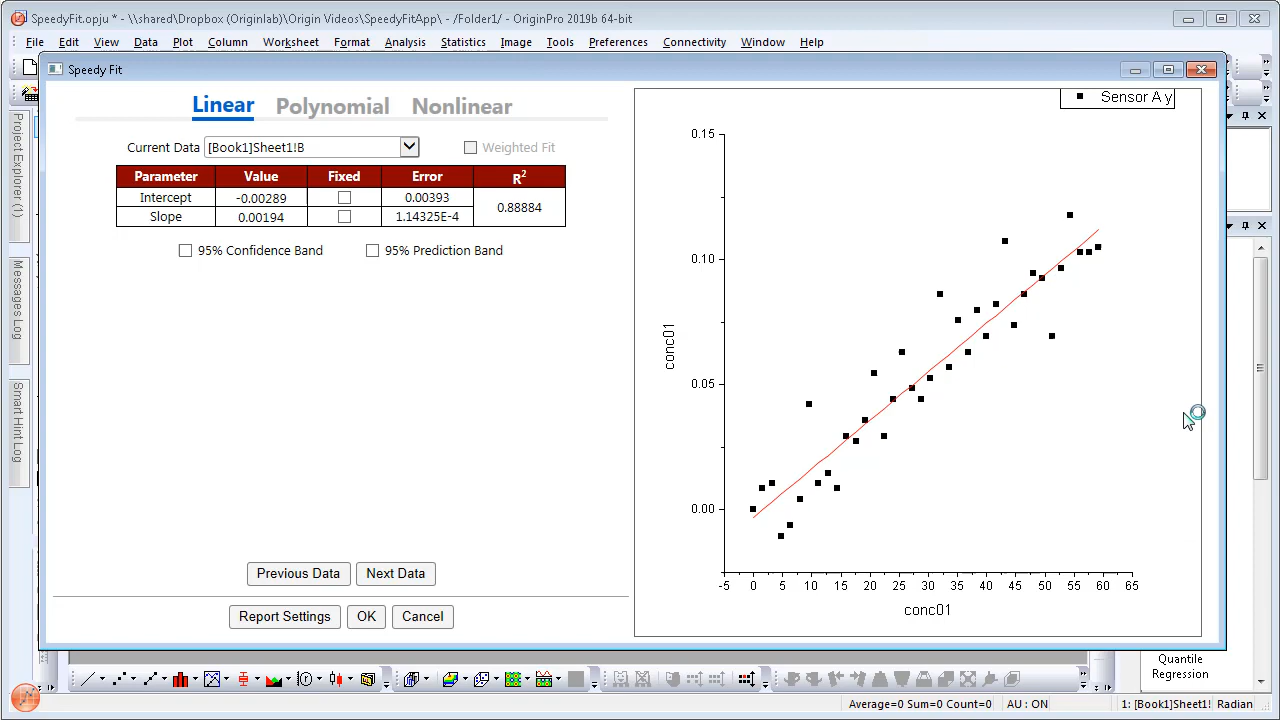 SpeedyFit.opju * - \\shared\Dropbox (Originlab)\Origin Videos\SpeedyFitApp\ - /Folder1/ - OriginPro 2019b 64-bit
File Edit View Data Plot Column Worksheet Format Analysis Statistics Image Tools Preferences Connectivity Window Help
Speedy Fit
Project Explorer (1)
Messages Log
SmartHint Log
Linear Polynomial Nonlinear
Current Data [Book1]Sheet1!B Weighted Fit
Parameter Value Fixed Error R2
Intercept -0.00289 0.00393
0.88884
Slope 0.00194 1.14325E-4
95% Confidence Band 95% Prediction Band
Previous Data Next Data
Report Settings OK Cancel
Sensor A y
0.15
0.10
0.05
0.00
conc01
-5 0 5 10 15 20 25 30 35 40 45 50 55 60 65
conc01
Quantile
Regression
Average=0 Sum=0 Count=0 AU : ON 1: [Book1]Sheet1! Radian